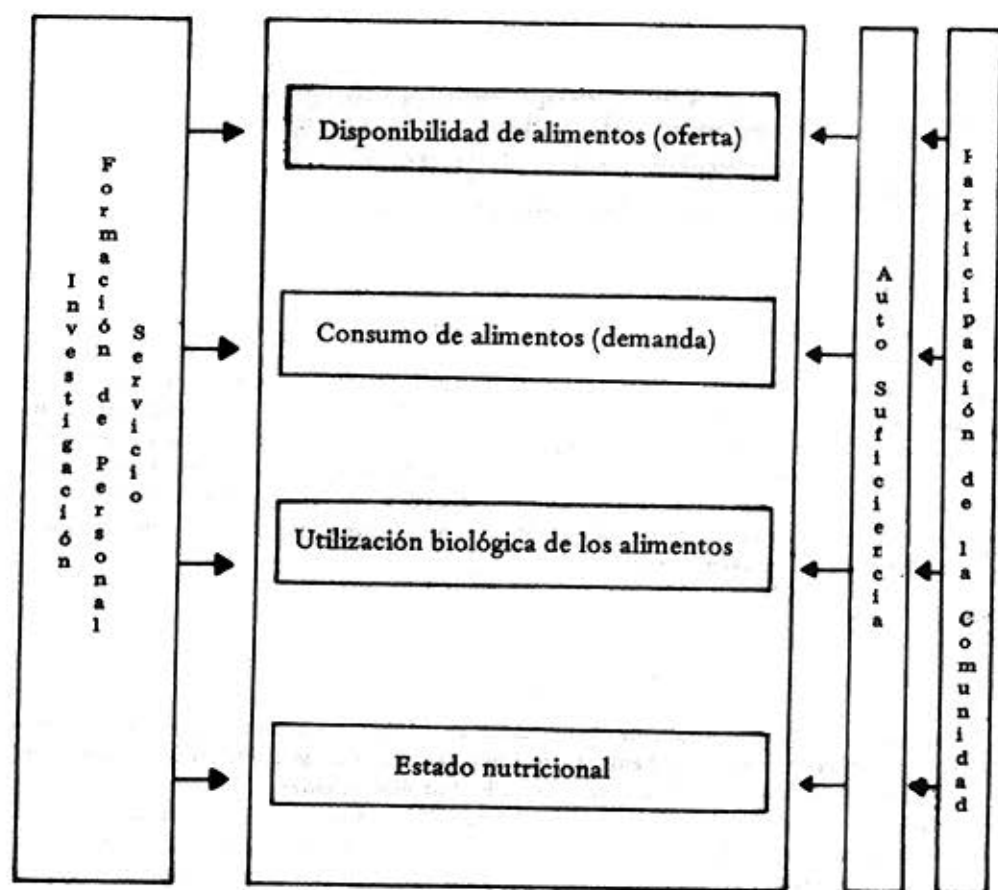 Investigación
Formación de Personal
Servicio
Disponibilidad de alimentos (oferta)
Consumo de alimentos (demanda)
Utilización biológica de los alimentos
Estado nutricional
Auto Suficiercia
Participación de la Comunidad